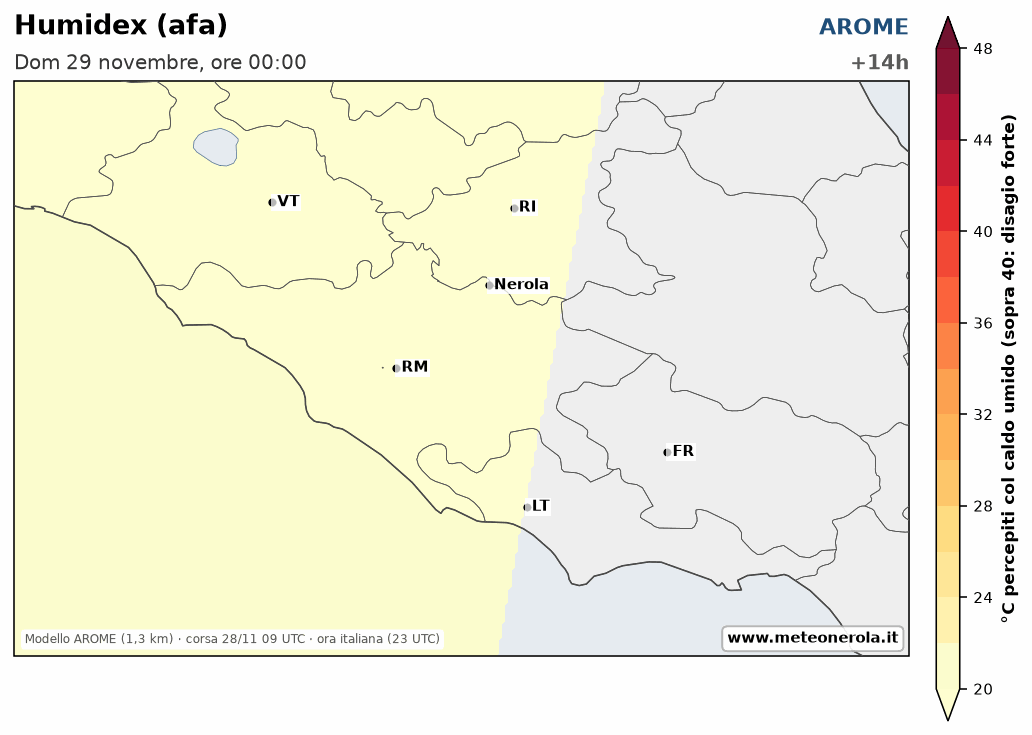 Humidex (afa)
AROME
Dom 29 novembre, ore 00:00
+14h
VT
RI
Nerola
RM
FR
LT
Modello AROME (1,3 km) · corsa 28/11 09 UTC · ora italiana (23 UTC)
www.meteonerola.it
48
44
40
36
32
28
24
20
°C percepiti col caldo umido (sopra 40: disagio forte)